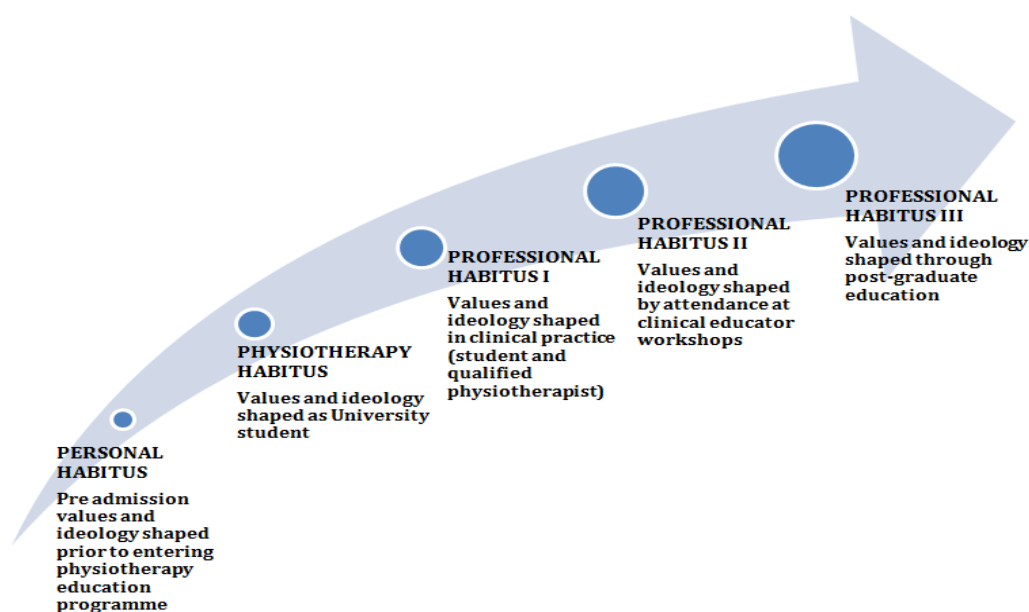 PERSONAL
HABITUS
Pre admission
values and
ideology shaped
prior to entering
physiotherapy
education
programme
PHYSIOTHERAPY
HABITUS
Values and ideology
shaped as University
student
PROFESSIONAL
HABITUS I
Values and
ideology shaped
in clinical practice
(student and
qualified
physiotherapist)
PROFESSIONAL
HABITUS II
Values and
ideology shaped
by attendance at
clinical educator
workshops
PROFESSIONAL
HABITUS III
Values and ideology
shaped through
post-graduate
education